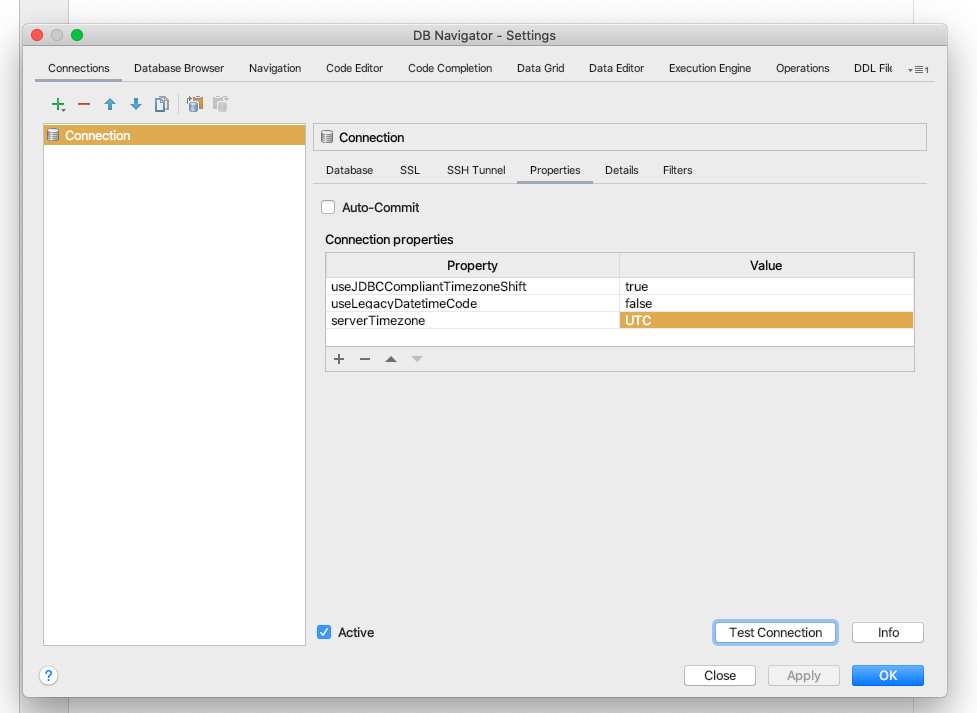 DB Navigator - Settings
Connections Database Browser Navigation Code Editor Code Completion Data Grid Data Editor Execution Engine Operations DDL File 1
Connection
Connection
Database SSL SSH Tunnel Properties Details Filters
Auto-Commit
Connection properties
Property Value
useJDBCCompliantTimezoneShift true
useLegacyDatetimeCode false
serverTimezone UTC
Active Test Connection Info
? Close Apply OK